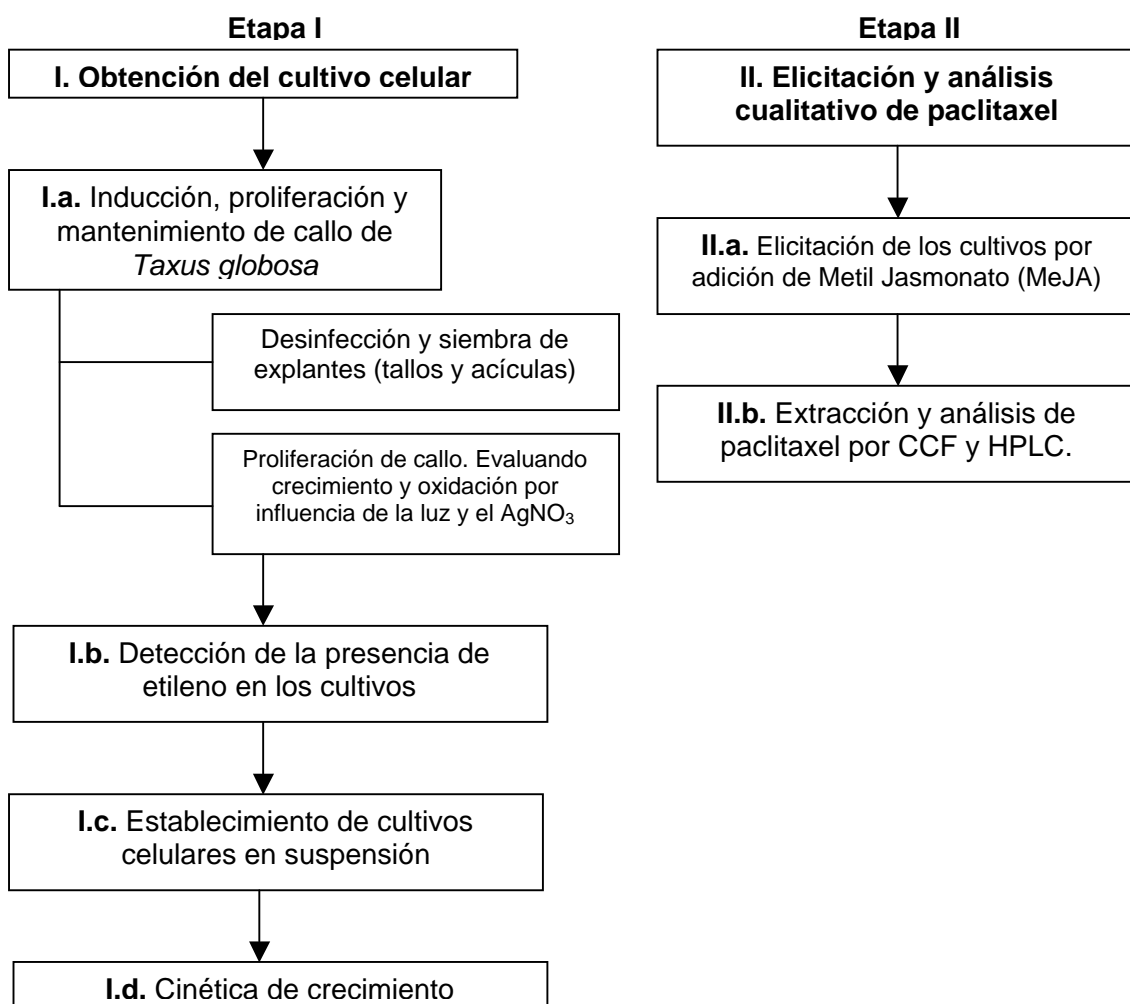 Etapa I
I. Obtención del cultivo celular
I.a. Inducción, proliferación y
mantenimiento de callo de
Taxus globosa
Desinfección y siembra de
explantes (tallos y acículas)
Proliferación de callo. Evaluando
crecimiento y oxidación por
influencia de la luz y el AgNO₃
I.b. Detección de la presencia de
etileno en los cultivos
I.c. Establecimiento de cultivos
celulares en suspensión
I.d. Cinética de crecimiento
Etapa II
II. Elicitación y análisis
cualitativo de paclitaxel
II.a. Elicitación de los cultivos por
adición de Metil Jasmonato (MeJA)
II.b. Extracción y análisis de
paclitaxel por CCF y HPLC.